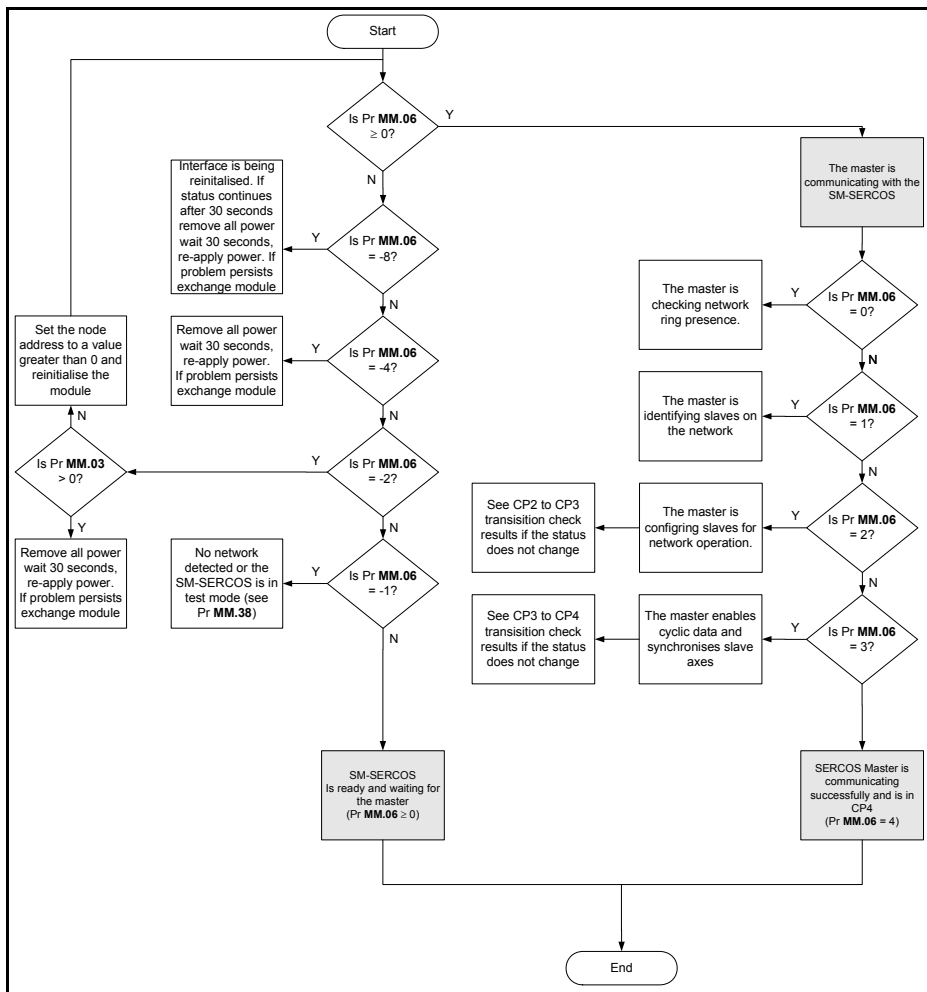 Start
Is Pr MM.06
≥ 0?
Y
N
Interface is being
reinitalised. If
status continues
after 30 seconds
remove all power
wait 30 seconds,
re-apply power. If
problem persists
exchange module
Y
Is Pr MM.06
= -8?
N
Remove all power
wait 30 seconds,
re-apply power.
If problem persists
exchange module
Y
Is Pr MM.06
= -4?
N
Set the node
address to a value
greater than 0 and
reinitialise the
module
N
Is Pr MM.03
> 0?
Y
Remove all power
wait 30 seconds,
re-apply power.
If problem persists
exchange module
Y
Is Pr MM.06
= -2?
N
No network
detected or the
SM-SERCOS is in
test mode (see
Pr MM.38)
Y
Is Pr MM.06
= -1?
N
SM-SERCOS
Is ready and waiting for
the master
(Pr MM.06 ≥ 0)
The master is
communicating with the
SM-SERCOS
The master is
checking network
ring presence.
Y
Is Pr MM.06
= 0?
N
The master is
identifying slaves on
the network
Y
Is Pr MM.06
= 1?
N
See CP2 to CP3
transisition check
results if the status
does not change
The master is
configring slaves for
network operation.
Y
Is Pr MM.06
= 2?
N
See CP3 to CP4
transisition check
results if the status
does not change
The master enables
cyclic data and
synchronises slave
axes
Y
Is Pr MM.06
= 3?
N
SERCOS Master is
communicating
successfully and is in
CP4
(Pr MM.06 = 4)
End